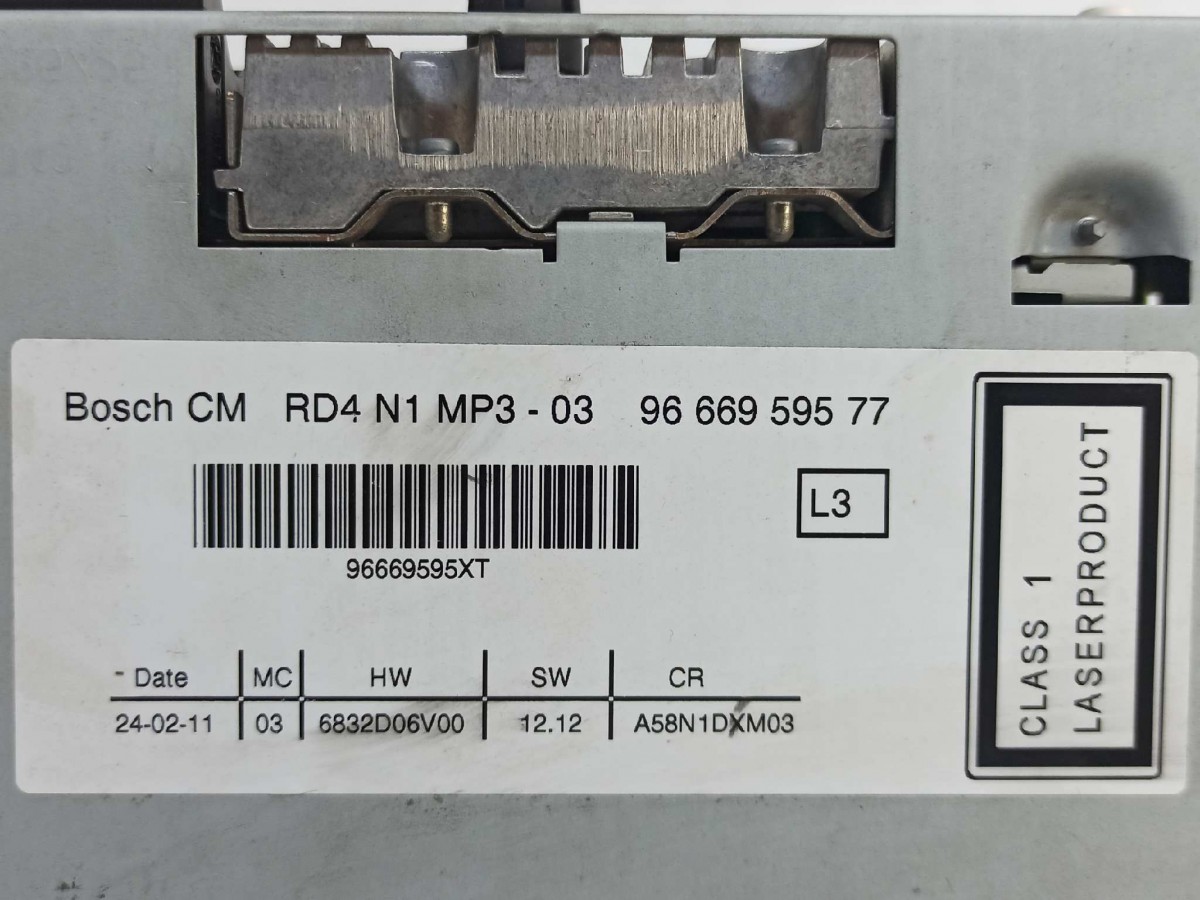 Bosch CM RD4 N1 MP3 - 03 96 669 595 77
L3
96669595XT
Date MC HW SW CR
24-02-11 03 6832D06V00 12.12 A58N1DXM03
CLASS 1
LASERPRODUCT